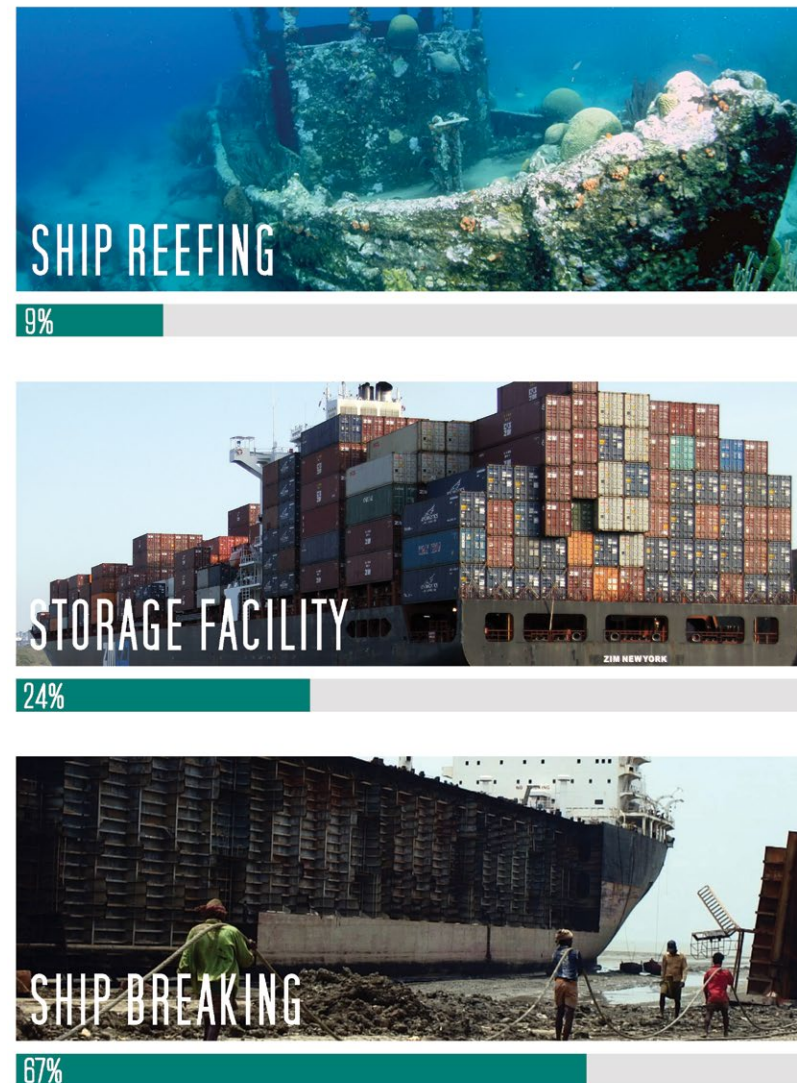 SHIP REEFING
9%
STORAGE FACILITY
ZIM NEW YORK
24%
SHIP BREAKING
67%